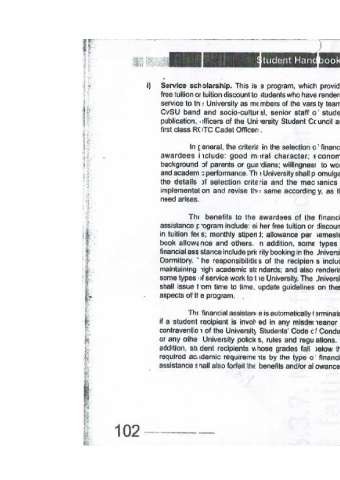 Student Handbook
i) Service scholarship. This is a program, which provid
free tuition or tuition discount to students who have render
service to the University as members of the varsity team
CvSU band and socio-cultural, senior staff of stude
publication, officers of the University Student Council a
first class ROTC Cadet Officers.
In general, the criteria in the selection of financ
awardees include: good moral character; econom
background of parents or guardians; willingness to wo
and academic performance. The University shall promulga
the details of selection criteria and the mechanics
implementation and revise the same accordingly, as t
need arises.
The benefits to the awardees of the financi
assistance program include: either free tuition or discoun
in tuition fees; monthly stipend; allowance per semeste
book allowance and others. In addition, some types
financial assistance include priority booking in the Universi
Dormitory. The responsibilities of the recipients inclu
maintaining high academic standards; and also renderi
some types of service work to the University. The Universi
shall issue from time to time, update guidelines on the
aspects of the program.
The financial assistance is automatically terminate
if a student recipient is involved in any misdemeanor
contravention of the University Students' Code of Condu
or any other University policies, rules and regulations.
addition, student recipients whose grades fall below t
required academic requirements by the type of financi
assistance shall also forfeit the benefits and/or allowance
102